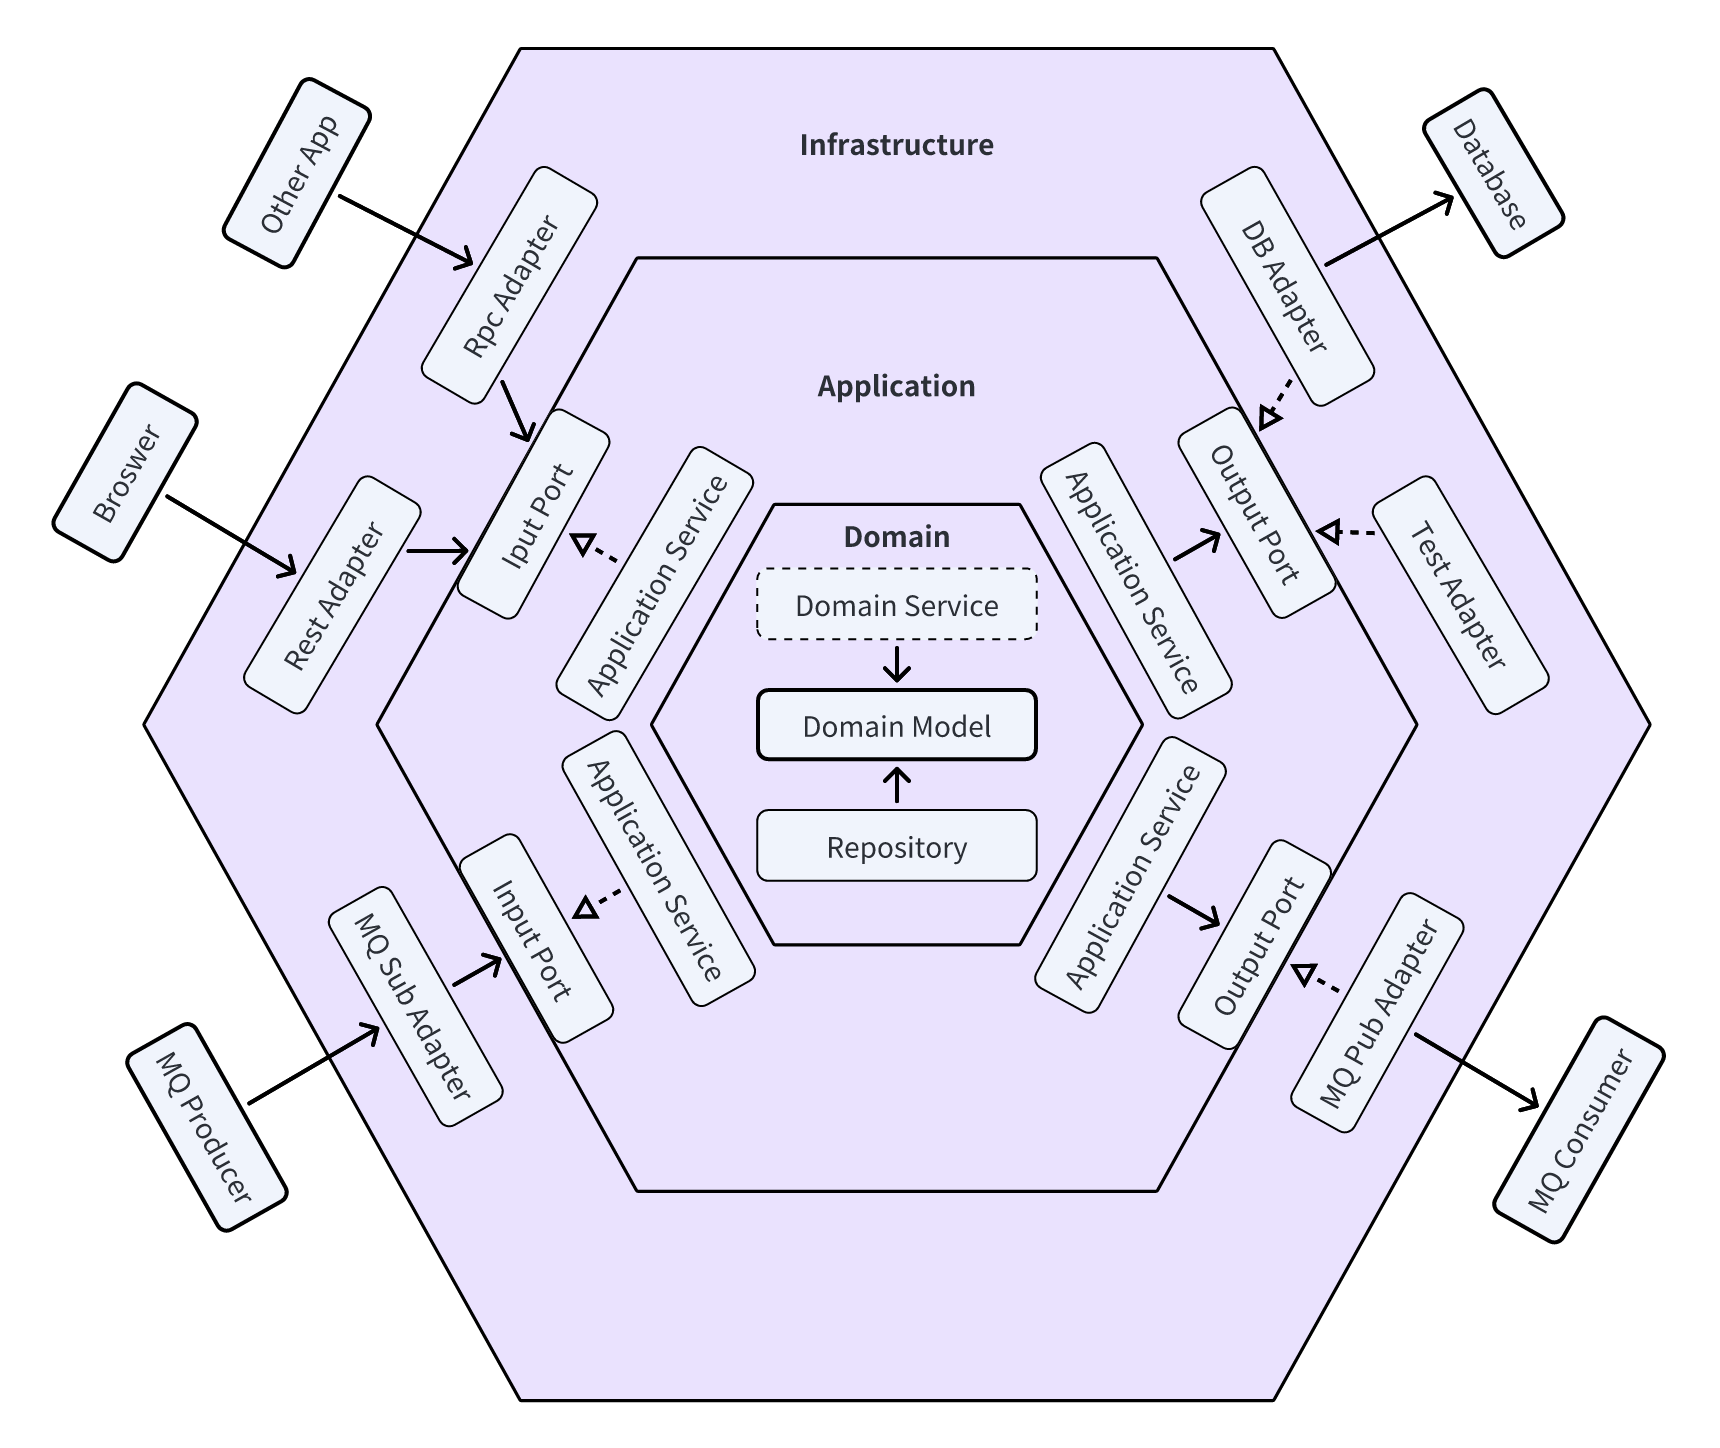 Infrastructure
Other App
Database
Rpc Adapter
DB Adapter
Application
Broswer
Iput Port
Output Port
Rest Adapter
Application Service
Application Service
Test Adapter
Domain
Domain Service
Domain Model
Repository
Application Service
Application Service
Input Port
Output Port
MQ Sub Adapter
MQ Pub Adapter
MQ Producer
MQ Consumer